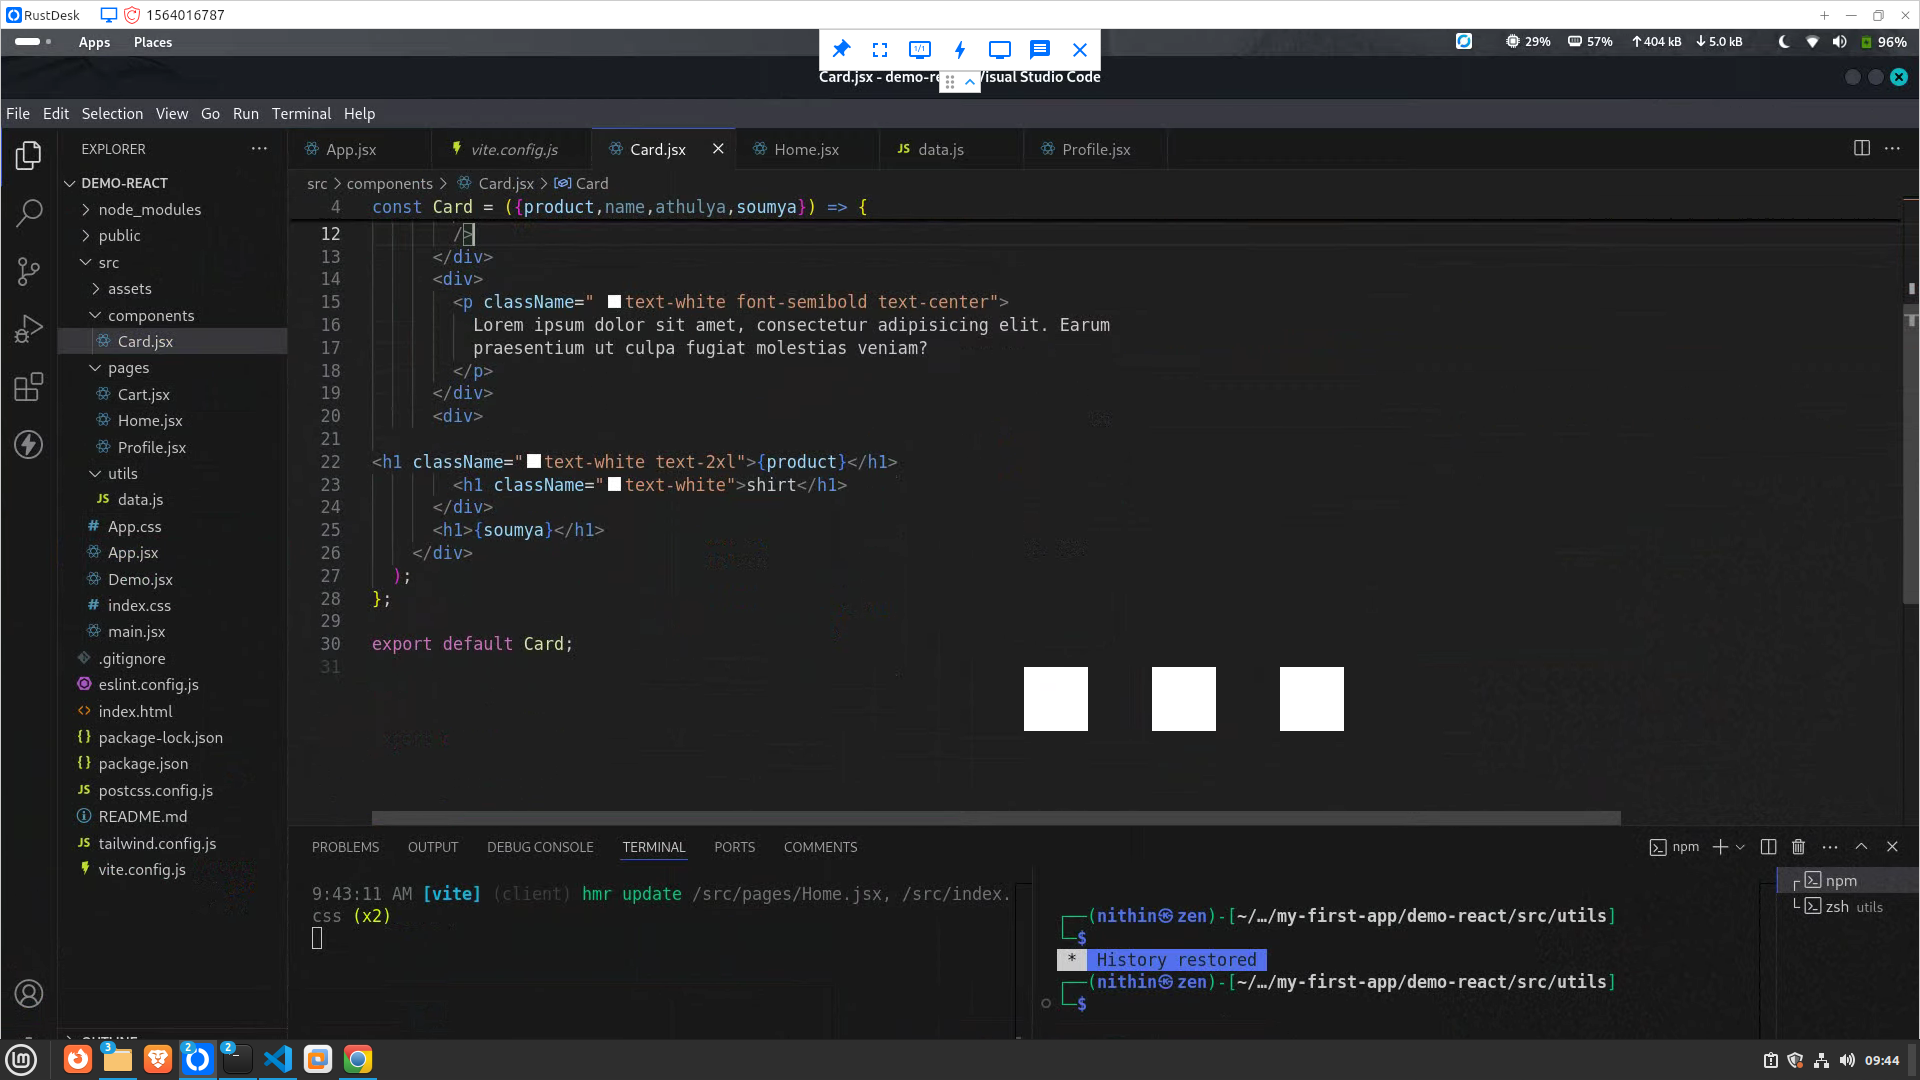 RustDesk 1564016787
Apps Places 29% 57% 404 kB 5.0 kB 96%
1/1
Card.jsx - demo-re Visual Studio Code
File Edit Selection View Go Run Terminal Help
EXPLORER
App.jsx vite.config.js Card.jsx Home.jsx JS data.js Profile.jsx
DEMO-REACT
node_modules
public
src
assets
components
Card.jsx
pages
Cart.jsx
Home.jsx
Profile.jsx
utils
JS data.js
# App.css
App.jsx
Demo.jsx
# index.css
main.jsx
.gitignore
eslint.config.js
<> index.html
{} package-lock.json
{} package.json
JS postcss.config.js
README.md
JS tailwind.config.js
vite.config.js
src > components > Card.jsx > Card
4 const Card = ({product,name,athulya,soumya}) => {
12 />
13 </div>
14 <div>
15 <p className=" text-white font-semibold text-center">
16 Lorem ipsum dolor sit amet, consectetur adipisicing elit. Earum
17 praesentium ut culpa fugiat molestias veniam?
18 </p>
19 </div>
20 <div>
21
22 <h1 className="text-white text-2xl">{product}</h1>
23 <h1 className="text-white">shirt</h1>
24 </div>
25 <h1>{soumya}</h1>
26 </div>
27 );
28 };
29
30 export default Card;
31
PROBLEMS OUTPUT DEBUG CONSOLE TERMINAL PORTS COMMENTS npm
9:43:11 AM [vite] (client) hmr update /src/pages/Home.jsx, /src/index.
css (x2)
(nithin㉿zen)-[~/…/my-first-app/demo-react/src/utils]
$
* History restored
(nithin㉿zen)-[~/…/my-first-app/demo-react/src/utils]
$
npm
zsh utils
3 2 2
09:44